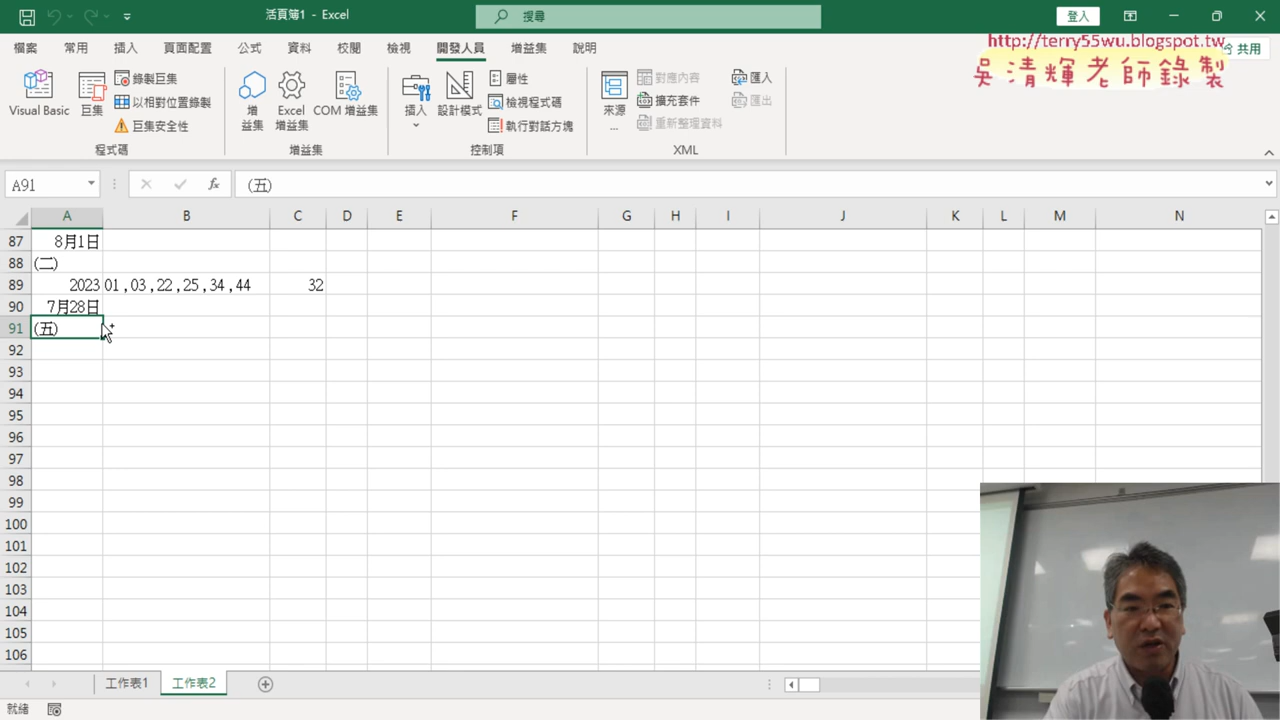 活頁簿1 - Excel
搜尋
登入
檔案 常用 插入 頁面配置 公式 資料 校閱 檢視 開發人員 增益集 說明
共用
http://terry55wu.blogspot.tw
吳清輝老師錄製
Visual Basic
巨集
錄製巨集
以相對位置錄製
巨集安全性
程式碼
增益集
Excel 增益集
COM 增益集
增益集
插入
設計模式
屬性
檢視程式碼
執行對話方塊
控制項
來源
...
對應內容
擴充套件
重新整理資料
匯入
匯出
XML
A91
fx
(五)
A B C D E F G H I J K L M N
87 8月1日
88 (二)
89 2023 01 , 03 , 22 , 25 , 34 , 44 32
90 7月28日
91 (五)
92
93
94
95
96
97
98
99
100
101
102
103
104
105
106
工作表1 工作表2
就緒